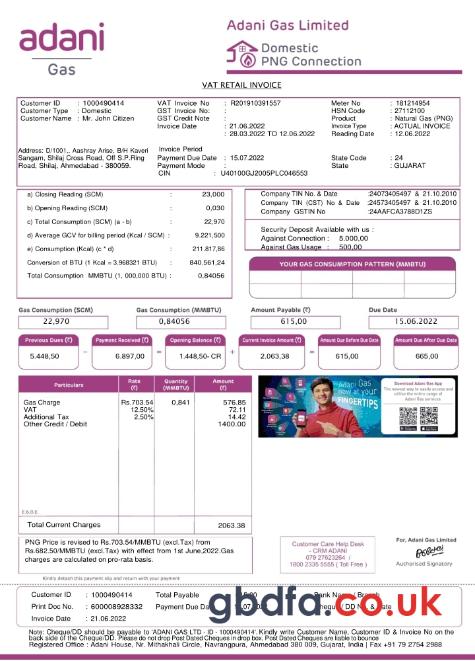 adani
Gas
Adani Gas Limited
Domestic
PNG Connection
VAT RETAIL INVOICE
Customer ID : 1000490414
Customer Type : Domestic
Customer Name : Mr. John Citizen
VAT Invoice No : R201910391557
GST Invoice No:
GST Credit Note :
Invoice Date : 21.06.2022
: 28.03.2022 TO 12.06.2022
Meter No : 181214954
HSN Code : 27112100
Product : Natural Gas (PNG)
Invoice Type : ACTUAL INVOICE
Reading Date : 12.06.2022
Address: D/1001,, Aashray Arise, B/H Kaveri
Sangam, Shilaj Cross Road, Off S.P.Ring
Road, Shilaj, Ahmedabad - 380059.
Invoice Period
Payment Due Date : 15.07.2022
Payment Mode :
CIN : U40100GJ2005PLC046553
State Code : 24
State : GUJARAT
a) Closing Reading (SCM) : 23,000
b) Opening Reading (SCM) : 0,030
c) Total Consumption (SCM) (a - b) : 22,970
d) Average GCV for billing period (Kcal / SCM) : 9.221,500
e) Consumption (Kcal) (c * d) : 211.817,86
Conversion of BTU (1 Kcal = 3.968321 BTU) : 840.561,24
Total Consumption MMBTU (1, 000,000 BTU) : 0,84056
Company TIN No. & Date :24073405497 & 21.10.2010
Company TIN (CST) No. & Date :24573405497 & 21.10.2010
Company GSTIN No :24AAFCA3788D1ZS
Security Deposit Available with us :
Against Connection : 5.000,00
Against Gas Usage : 500,00
YOUR GAS CONSUMPTION PATTERN (MMBTU)
Gas Consumption (SCM)
22,970
Gas Consumption (MMBTU)
0,84056
Amount Payable (₹)
615,00
Due Date
15.06.2022
Previous Dues (₹)
5.448,50
–
Payment Received (₹)
6.897,00
=
Opening Balance (₹)
1.448,50- CR
+
Current Invoice Amount (₹)
2,063.38
=
Amount Due Before Due Date
615,00
Amount Due After Due Date
665,00
Particulars Rate (₹) Quantity (MMBTU) Amount (₹)
Gas Charge Rs.703.54 0,841 576.85
VAT 12.50% 72.11
Additional Tax 2.50% 14.42
Other Credit / Debit 1400.00
E.&.O.E.
Total Current Charges 2063.38
Adani Gas
now at your
FINGERTIPS
Download Adani Gas App
PNG Price is revised to Rs.703.54/MMBTU (excl.Tax) from
Rs.682.50/MMBTU (excl.Tax) with effect from 1st June,2022.Gas
charges are calculated on pro-rata basis.
Customer Care Help Desk
- CRM ADANI
079 27623264 /
1800 2335 5555 ( Toll Free )
For, Adani Gas Limited
Authorised Signatory
Kindly detach this payment slip and return with your payment
Customer ID : 1000490414
Print Doc No. : 600008928332
Invoice Date : 21.06.2022
Total Payable
Payment Due Da
gbdfo.co.uk
Note: Cheque/DD should be payable to 'ADANI GAS LTD - ID - 1000490414'. Kindly write Customer Name, Customer ID & Invoice No on the
back side of the Cheque/DD. Please do not drop Post Dated Cheques in drop box. Post Dated Cheques are liable to bounce
Registered Office : Adani House, Nr. Mithakhali Circle, Navrangpura, Ahmedabad 380 009, Gujarat, India | Fax +91 79 2754 2988